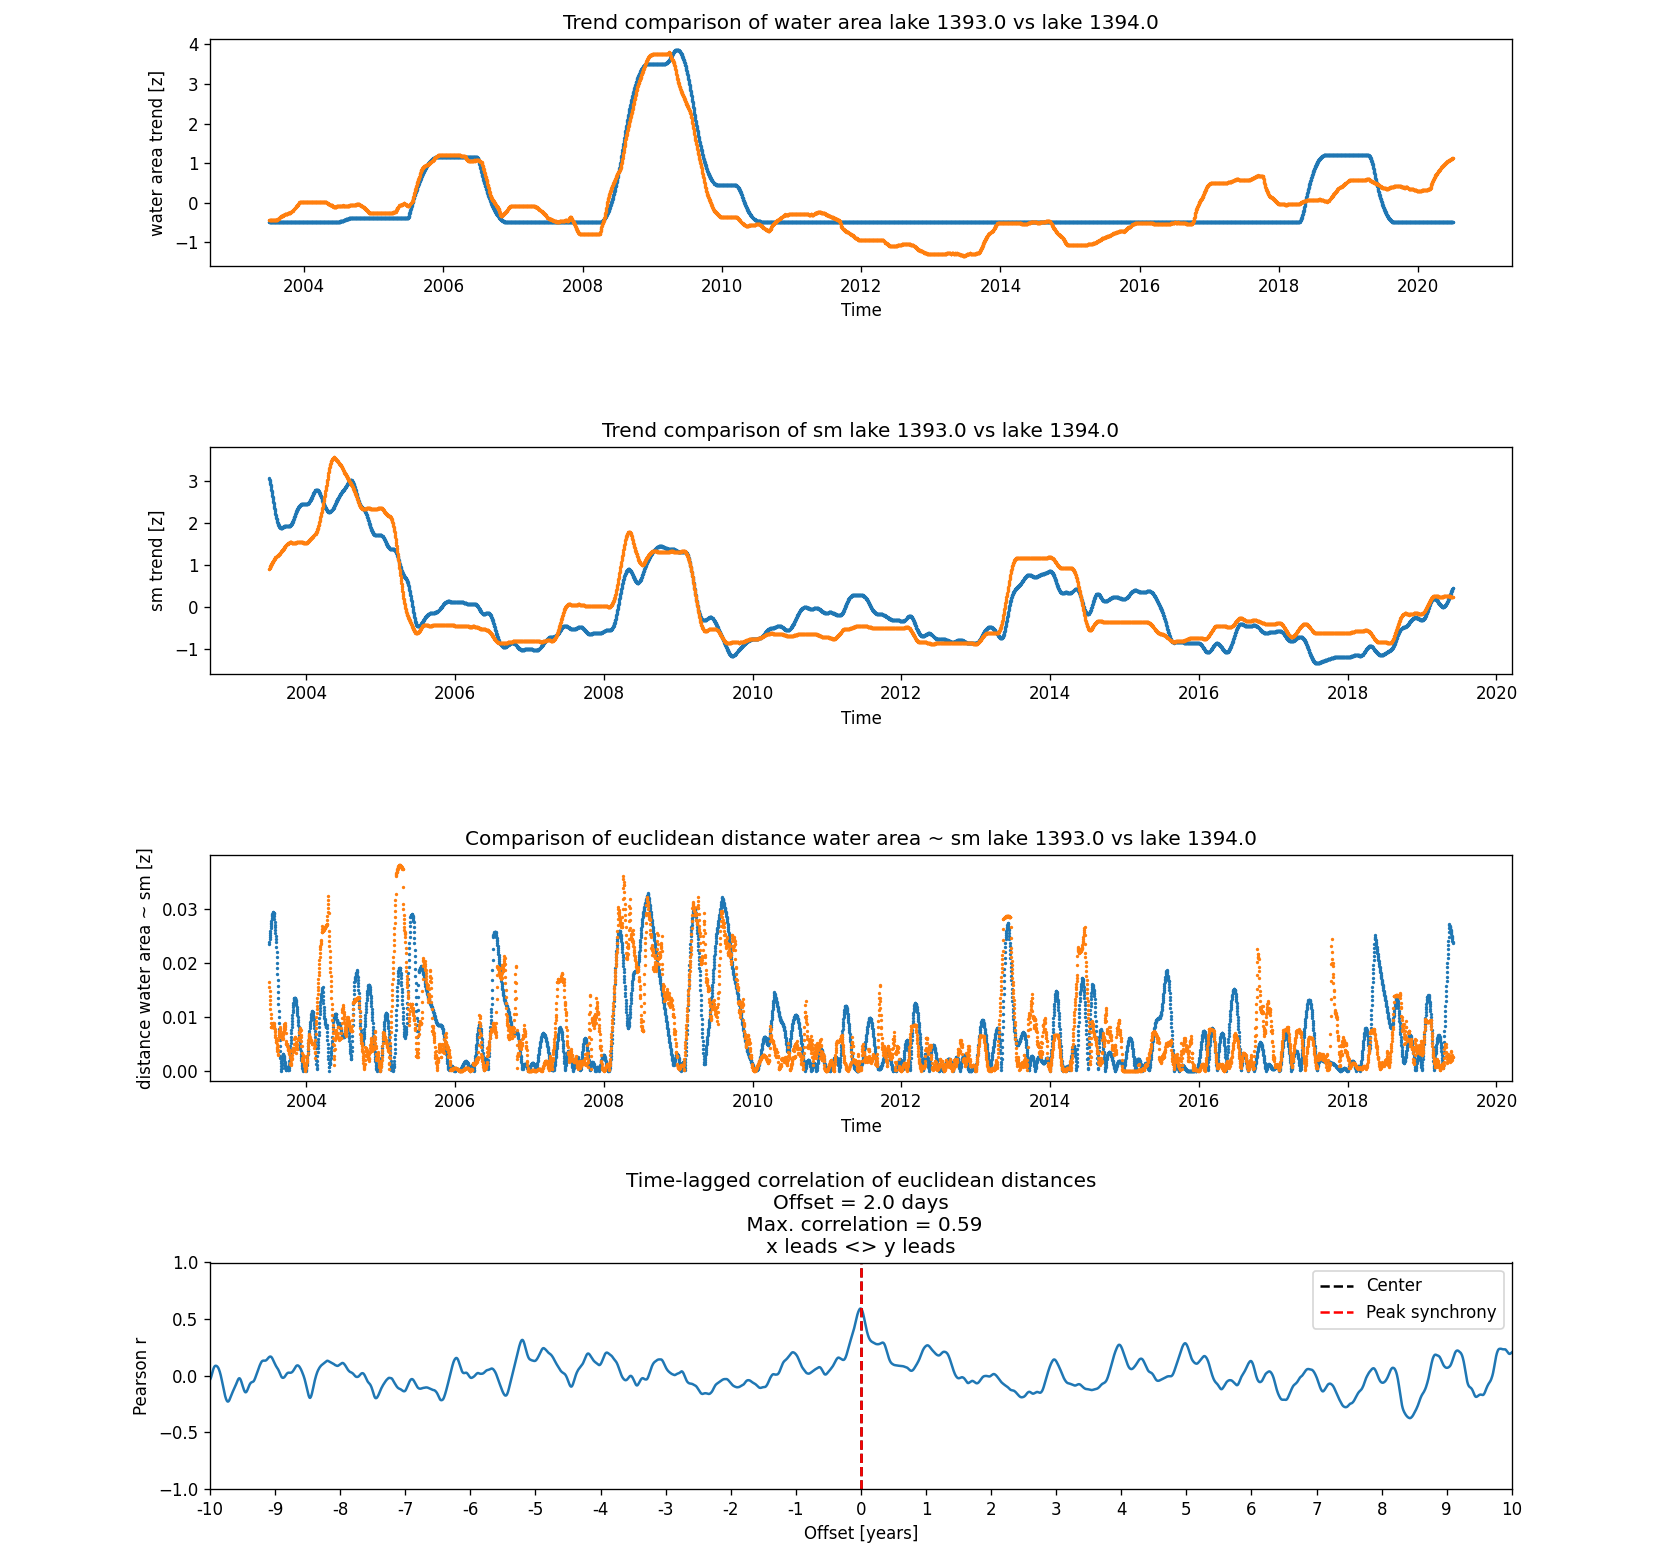 Trend comparison of water area lake 1393.0 vs lake 1394.0
water area trend [z]
4
3
2
1
0
−1
2004 2006 2008 2010 2012 2014 2016 2018 2020
Time
Trend comparison of sm lake 1393.0 vs lake 1394.0
sm trend [z]
3
2
1
0
−1
2004 2006 2008 2010 2012 2014 2016 2018 2020
Time
Comparison of euclidean distance water area ~ sm lake 1393.0 vs lake 1394.0
distance water area ~ sm [z]
0.03
0.02
0.01
0.00
2004 2006 2008 2010 2012 2014 2016 2018 2020
Time
Time-lagged correlation of euclidean distances
Offset = 2.0 days
Max. correlation = 0.59
x leads <> y leads
Pearson r
1.0
0.5
0.0
−0.5
−1.0
Center
Peak synchrony
-10 -9 -8 -7 -6 -5 -4 -3 -2 -1 0 1 2 3 4 5 6 7 8 9 10
Offset [years]